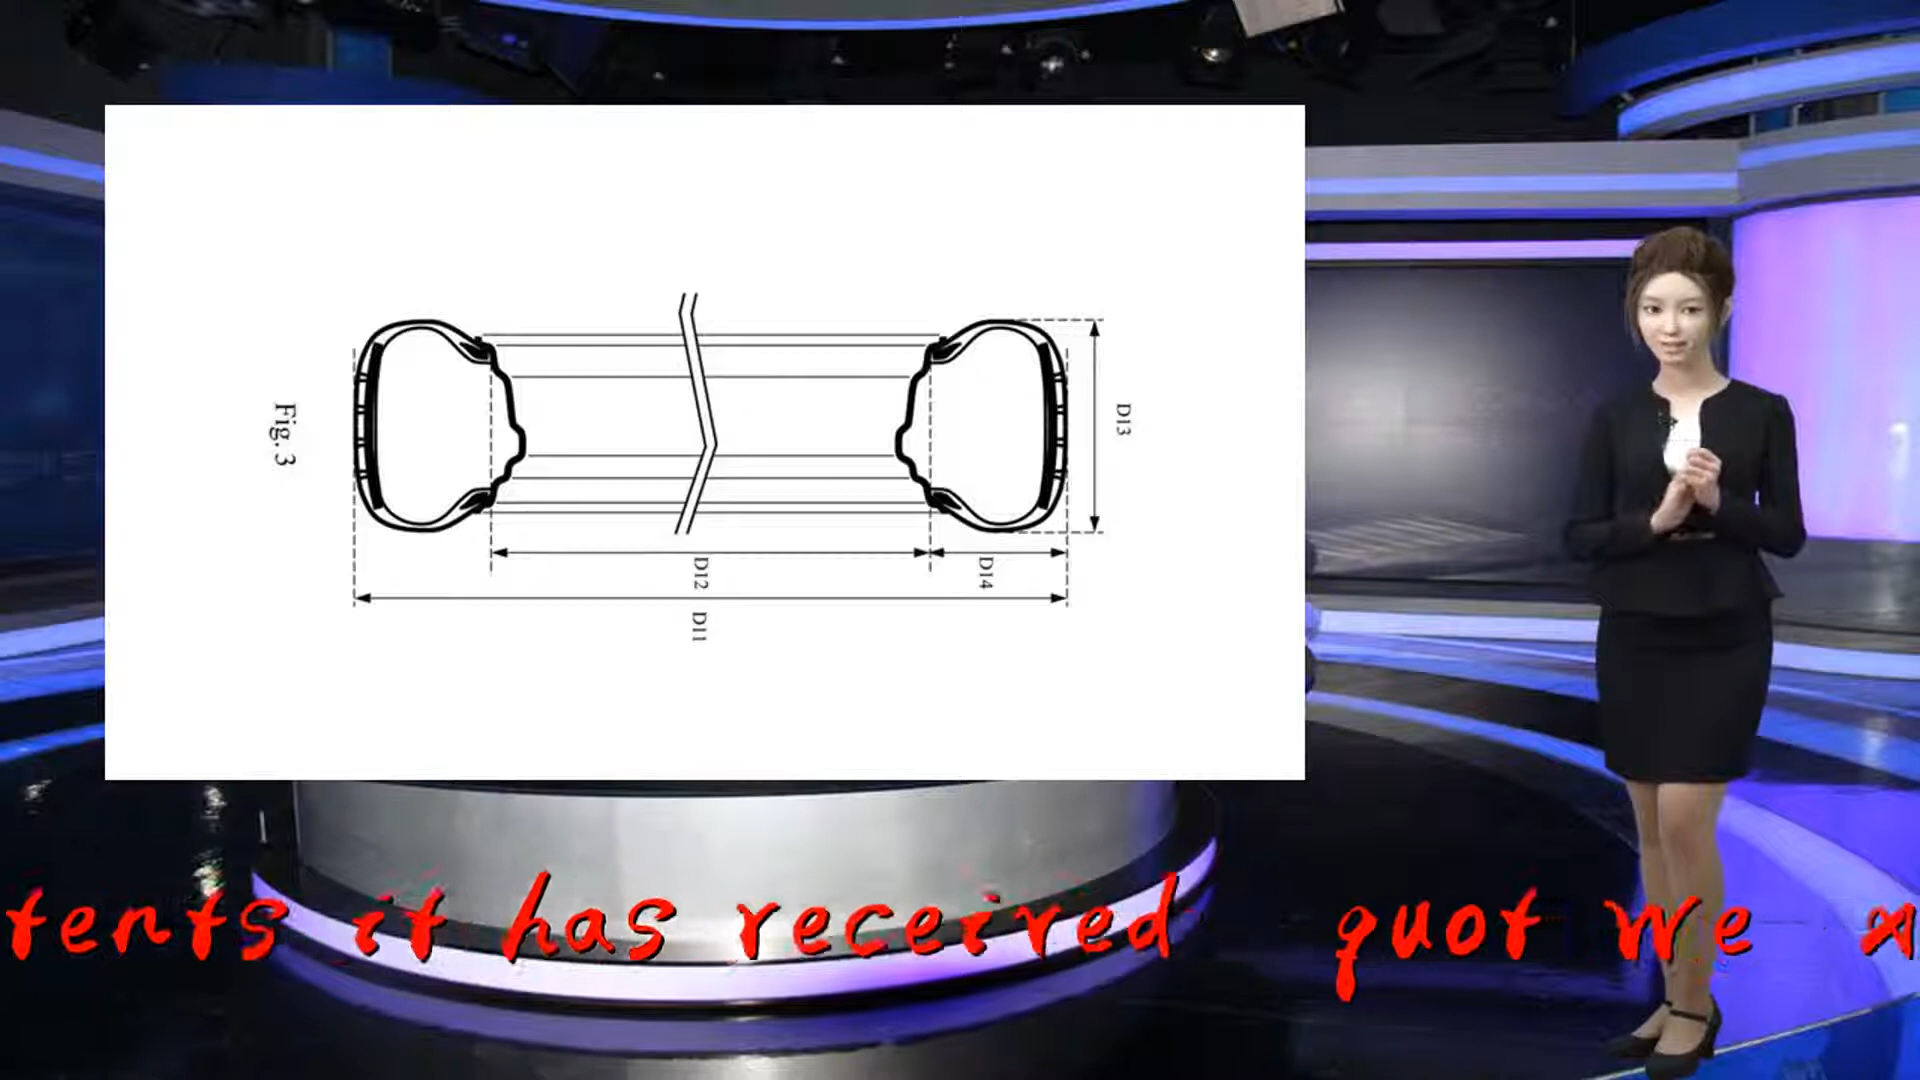 Fig. 3
D13
D12
D14
D11
tents it has received quot we